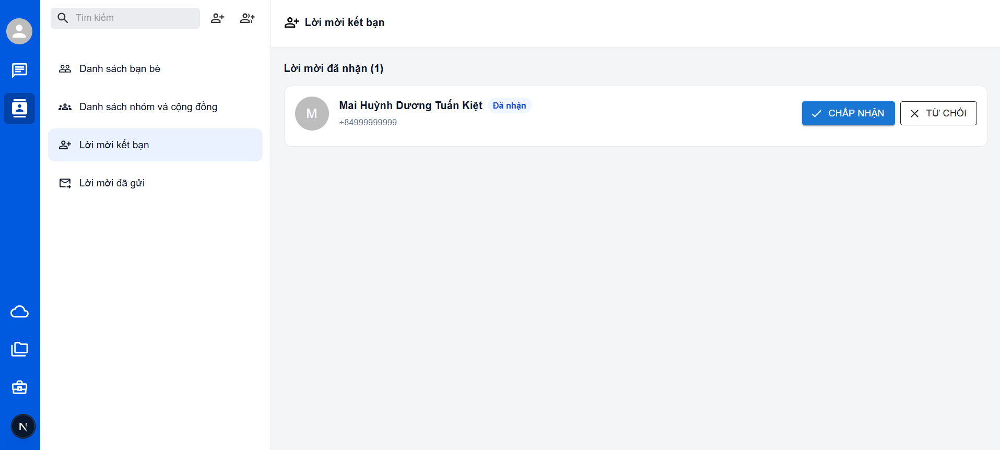 Tìm kiếm
Danh sách bạn bè
Danh sách nhóm và cộng đồng
Lời mời kết bạn
Lời mời đã gửi
N
Lời mời kết bạn
Lời mời đã nhận (1)
M
Mai Huỳnh Dương Tuấn Kiệt Đã nhận
+84999999999
CHẤP NHẬN
TỪ CHỐI